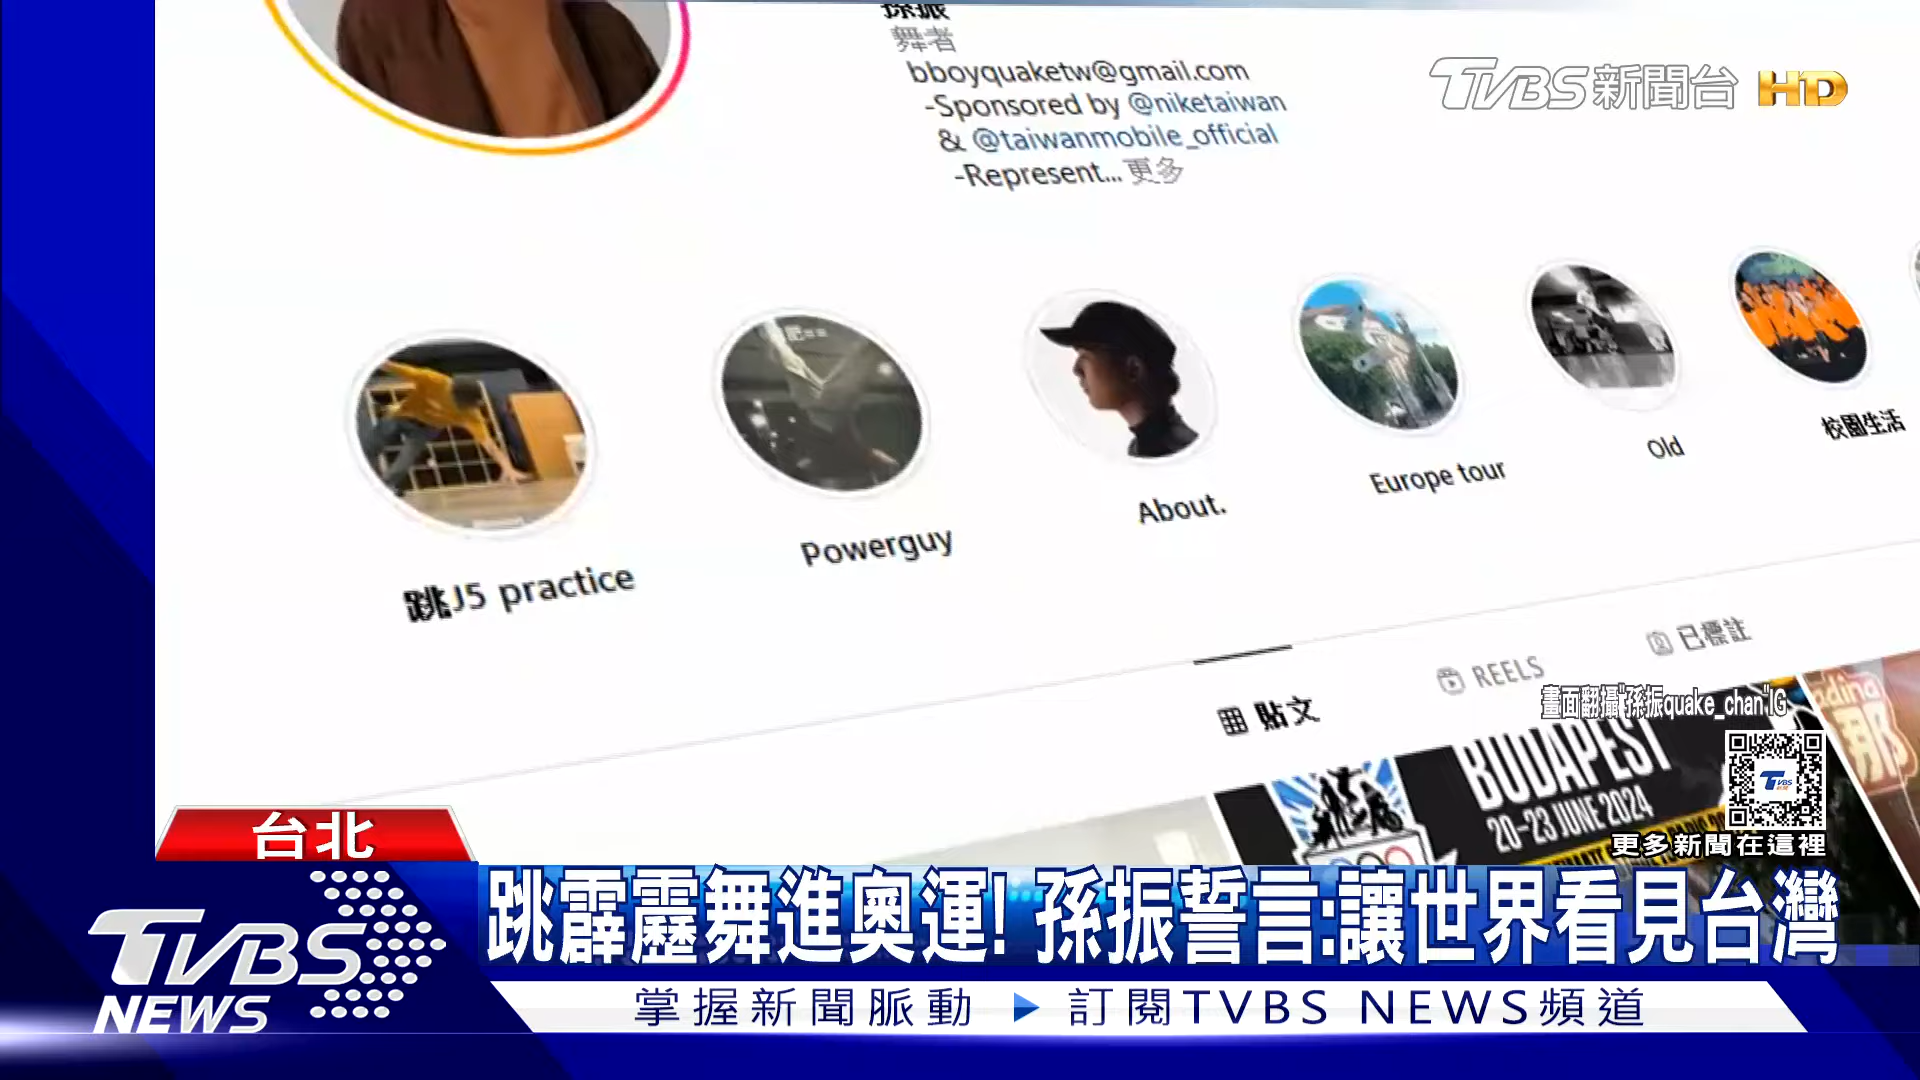 孫振
舞者
bboyquaketw@gmail.com
-Sponsored by @niketaiwan
& @taiwanmobile_official
-Represent... 更多
TVBS新聞台 HD
跳J5 practice
Powerguy
About.
Europe tour
Old
校園生活
貼文
REELS
已標註
畫面翻攝"孫振quake_chan"IG
BUDAPEST
20-23 JUNE 2024
那
TVBS
更多新聞在這裡
台北
跳霹靂舞進奧運! 孫振誓言:讓世界看見台灣
TVBS
NEWS
掌握新聞脈動 ▶ 訂閱TVBS NEWS頻道